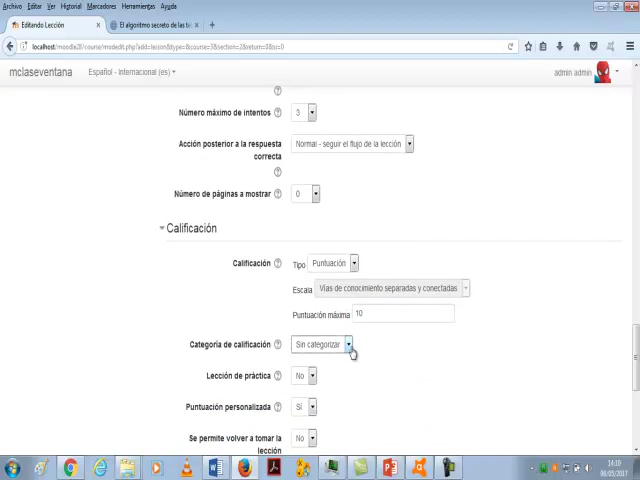 Archivo Editar Ver Historial Marcadores Herramientas Ayuda
Editando Lección × El algoritmo secreto de las tie × +
localhost/moodle28/course/modedit.php?add=lesson&type=&course=3&section=2&return=0&sr=0
mclaseventana Español - Internacional (es) admin admin
Número máximo de intentos 3
Acción posterior a la respuesta correcta Normal - seguir el flujo de la lección
Número de páginas a mostrar 0
Calificación
Calificación Tipo Puntuación
Escala Vías de conocimiento separadas y conectadas
Puntuación máxima 10
Categoría de calificación Sin categorizar
Lección de práctica No
Puntuación personalizada Sí
Se permite volver a tomar la lección No
14:19
06/05/2017